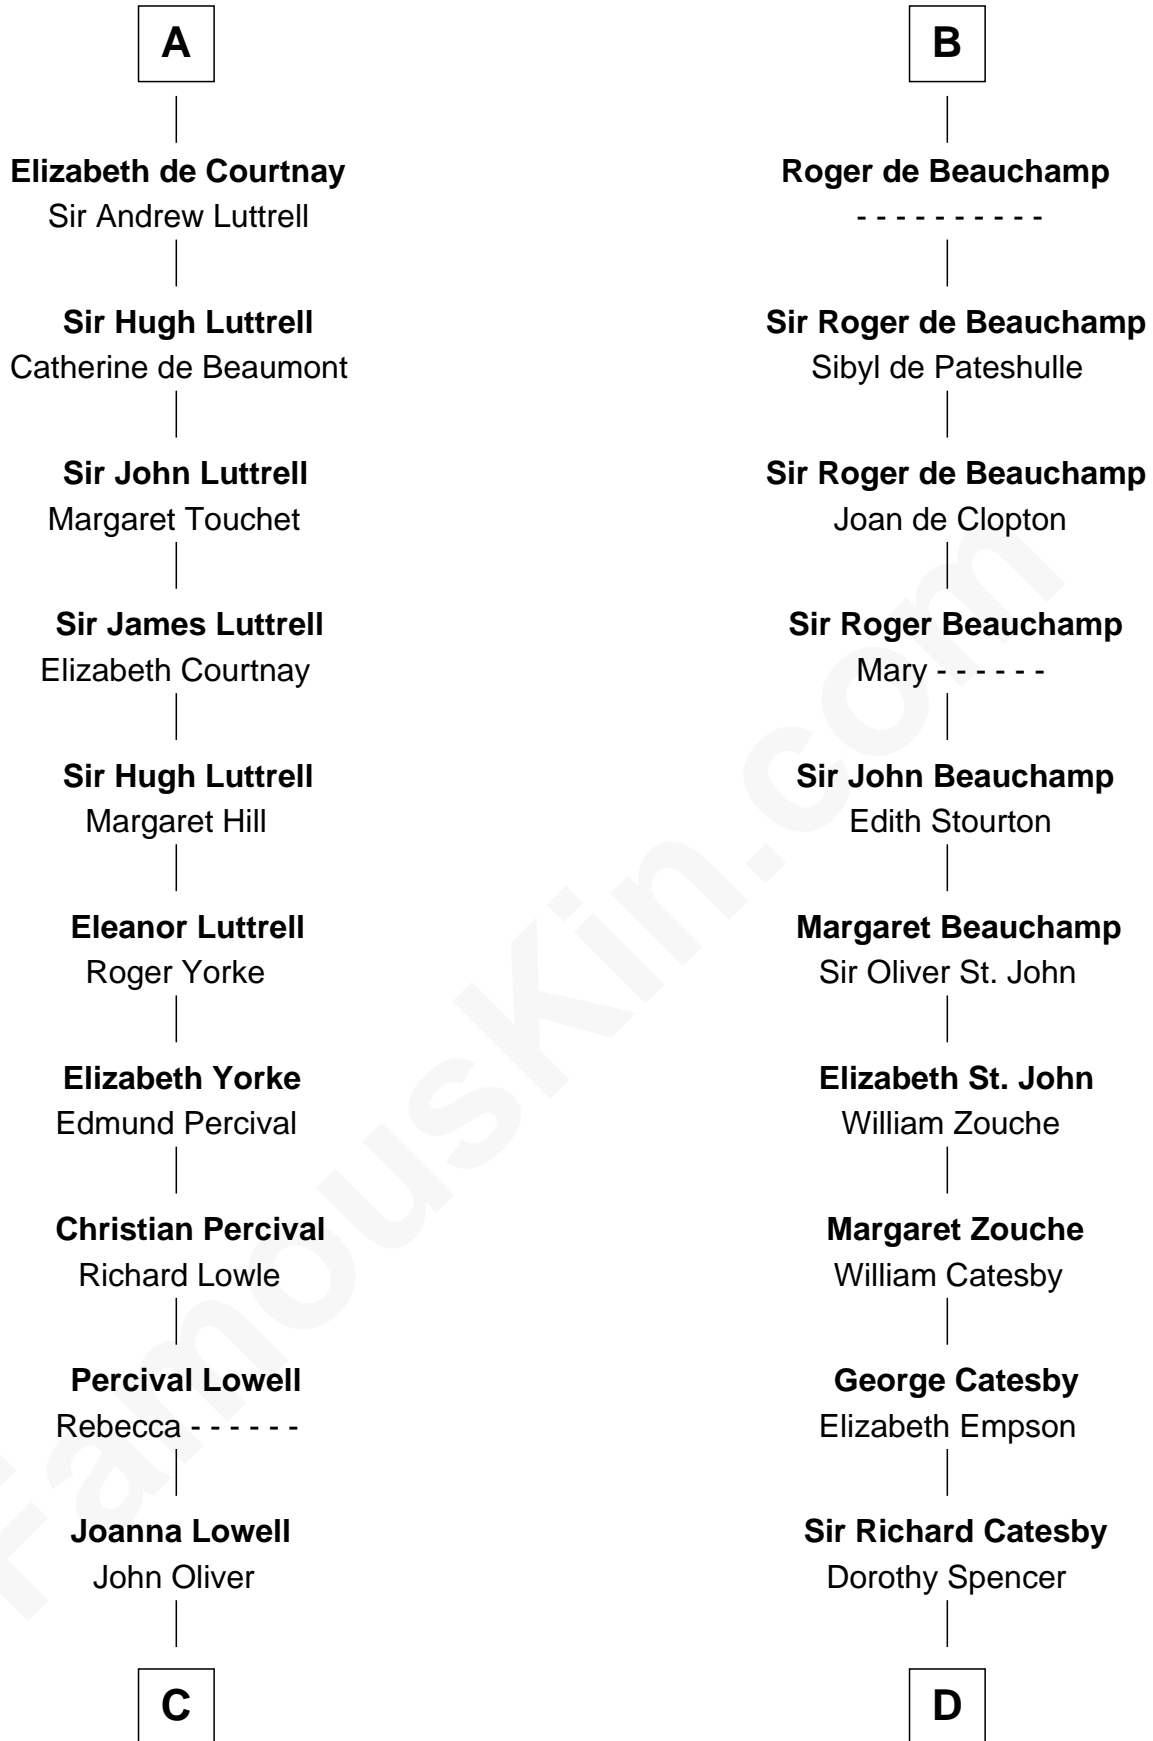 A
Elizabeth de Courtnay
Sir Andrew Luttrell
Sir Hugh Luttrell
Catherine de Beaumont
Sir John Luttrell
Margaret Touchet
Sir James Luttrell
Elizabeth Courtnay
Sir Hugh Luttrell
Margaret Hill
Eleanor Luttrell
Roger Yorke
Elizabeth Yorke
Edmund Percival
Christian Percival
Richard Lowle
Percival Lowell
Rebecca - - - - - -
Joanna Lowell
John Oliver
C
B
Roger de Beauchamp
- - - - - - - - - -
Sir Roger de Beauchamp
Sibyl de Pateshulle
Sir Roger de Beauchamp
Joan de Clopton
Sir Roger Beauchamp
Mary - - - - - -
Sir John Beauchamp
Edith Stourton
Margaret Beauchamp
Sir Oliver St. John
Elizabeth St. John
William Zouche
Margaret Zouche
William Catesby
George Catesby
Elizabeth Empson
Sir Richard Catesby
Dorothy Spencer
D
FamousKin.com